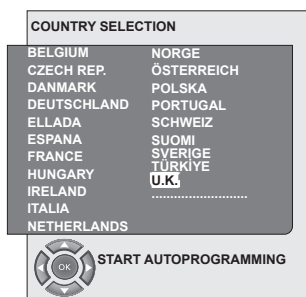 COUNTRY SELECTION
BELGIUM
CZECH REP.
DANMARK
DEUTSCHLAND
ELLADA
ESPANA
FRANCE
HUNGARY
IRELAND
ITALIA
NETHERLANDS
NORGE
ÖSTERREICH
POLSKA
PORTUGAL
SCHWEIZ
SUOMI
SVERIGE
TÜRKİYE
U.K.
...........................
OK
START AUTOPROGRAMMING